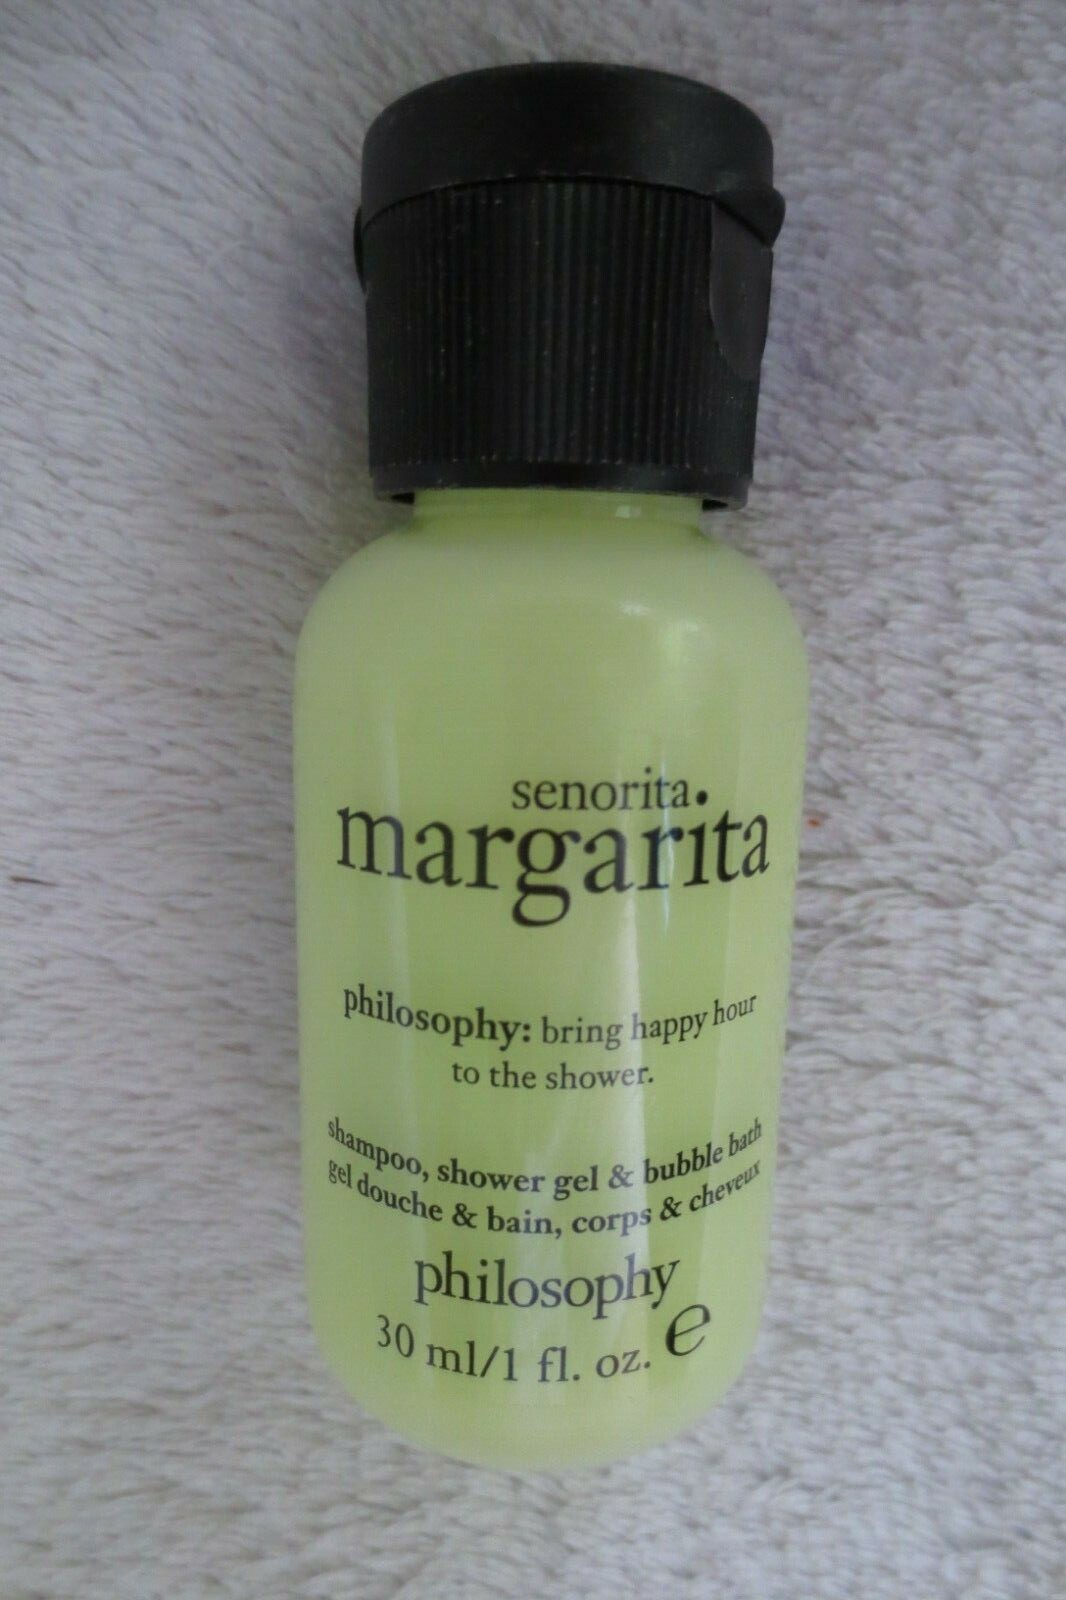 senorita
margarita
philosophy: bring happy hour
to the shower.
shampoo, shower gel & bubble bath
gel douche & bain, corps & cheveux
philosophy
30 ml/1 fl. oz. ℮